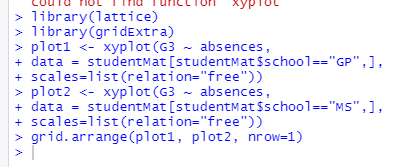 could not find function "xyplot"
> library(lattice)
> library(gridExtra)
> plot1 <- xyplot(G3 ~ absences,
+ data = studentMat[studentMat$school=="GP",],
+ scales=list(relation="free"))
> plot2 <- xyplot(G3 ~ absences,
+ data = studentMat[studentMat$school=="MS",],
+ scales=list(relation="free"))
> grid.arrange(plot1, plot2, nrow=1)
>